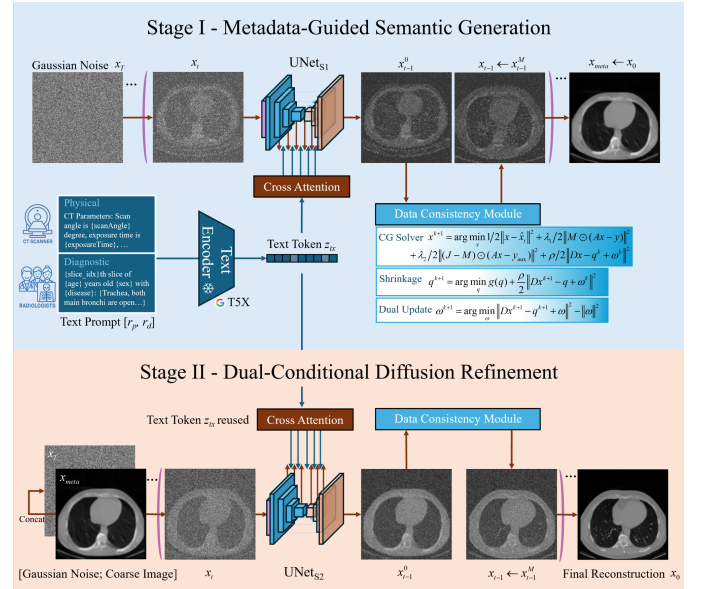 Stage I - Metadata-Guided Semantic Generation
Gaussian Noise x_T
...
x_t
UNet_S1
x_{t-1}^0
x_{t-1} ← x_{t-1}^M
...
x_meta ← x_0
Cross Attention
Data Consistency Module
CT SCANNER
Physical
CT Parameters: Scan
angle is {scanAngle}
degree, exposure time is
{exposureTime}, …
RADIOLOGISTS
Diagnostic
{slice_idx}th slice of
{age} years old {sex} with
{disease}: {Trachea, both
main bronchi are open…}
Text Prompt [r_p, r_d]
Text
Encoder
G T5X
Text Token z_tx
CG Solver x^{k+1} = arg min_x 1/2‖x − x̂_t‖² + λ_1/2‖M ⊙ (Ax − y)‖²
+ λ_2/2‖(J − M) ⊙ (Ax − y_aux)‖² + ρ/2‖Dx − q^k + ω^k‖²
Shrinkage q^{k+1} = arg min_q g(q) + ρ/2 ‖Dx^{k+1} − q + ω^k‖²
Dual Update ω^{k+1} = arg min_ω ‖Dx^{k+1} − q^{k+1} + ω‖² − ‖ω‖²
Stage II - Dual-Conditional Diffusion Refinement
Text Token z_tx reused
Cross Attention
Data Consistency Module
x_T
x_meta
Concat
...
...
[Gaussian Noise; Coarse Image]
x_t
UNet_S2
x_{t-1}^0
x_{t-1} ← x_{t-1}^M
Final Reconstruction x_0